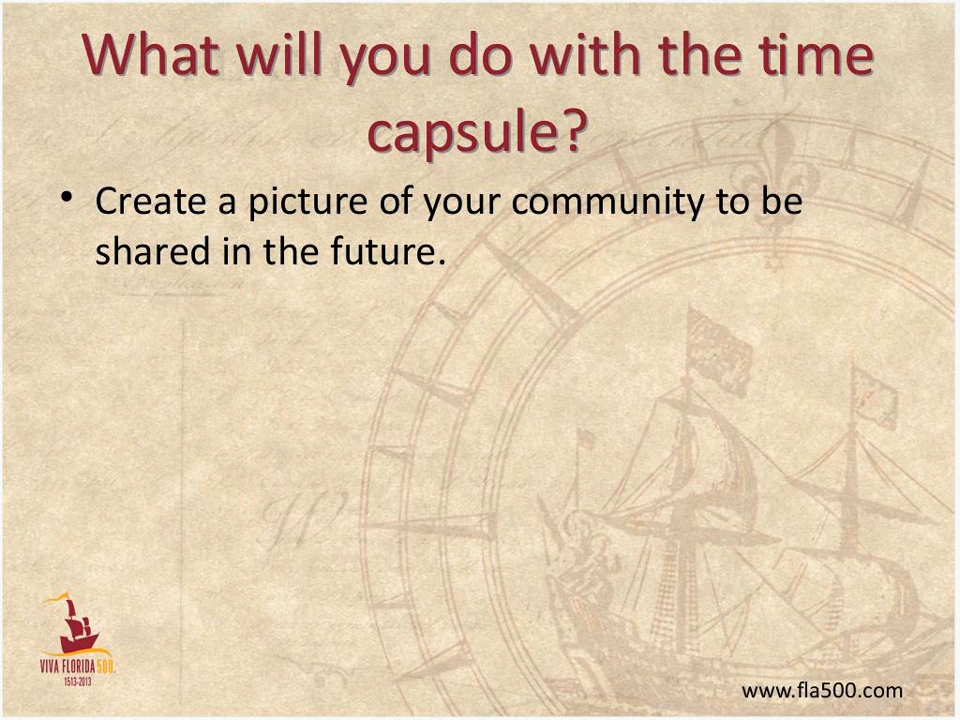 What will you do with the time
capsule?
• Create a picture of your community to be
shared in the future.
W
VIVA FLORIDA 500.
1513-2013
www.fla500.com